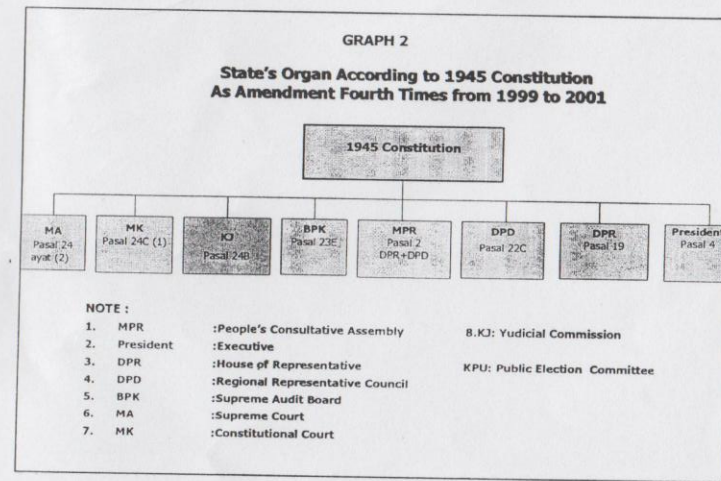 GRAPH 2
State's Organ According to 1945 Constitution
As Amendment Fourth Times from 1999 to 2001
1945 Constitution
MA
Pasal 24
ayat (2)
MK
Pasal 24C (1)
KJ
Pasal 24B
BPK
Pasal 23E
MPR
Pasal 2
DPR+DPD
DPD
Pasal 22C
DPR
Pasal 19
President
Pasal 4
NOTE :
1. MPR :People's Consultative Assembly
2. President :Executive
3. DPR :House of Representative
4. DPD :Regional Representative Council
5. BPK :Supreme Audit Board
6. MA :Supreme Court
7. MK :Constitutional Court
8.KJ: Yudicial Commission
KPU: Public Election Committee